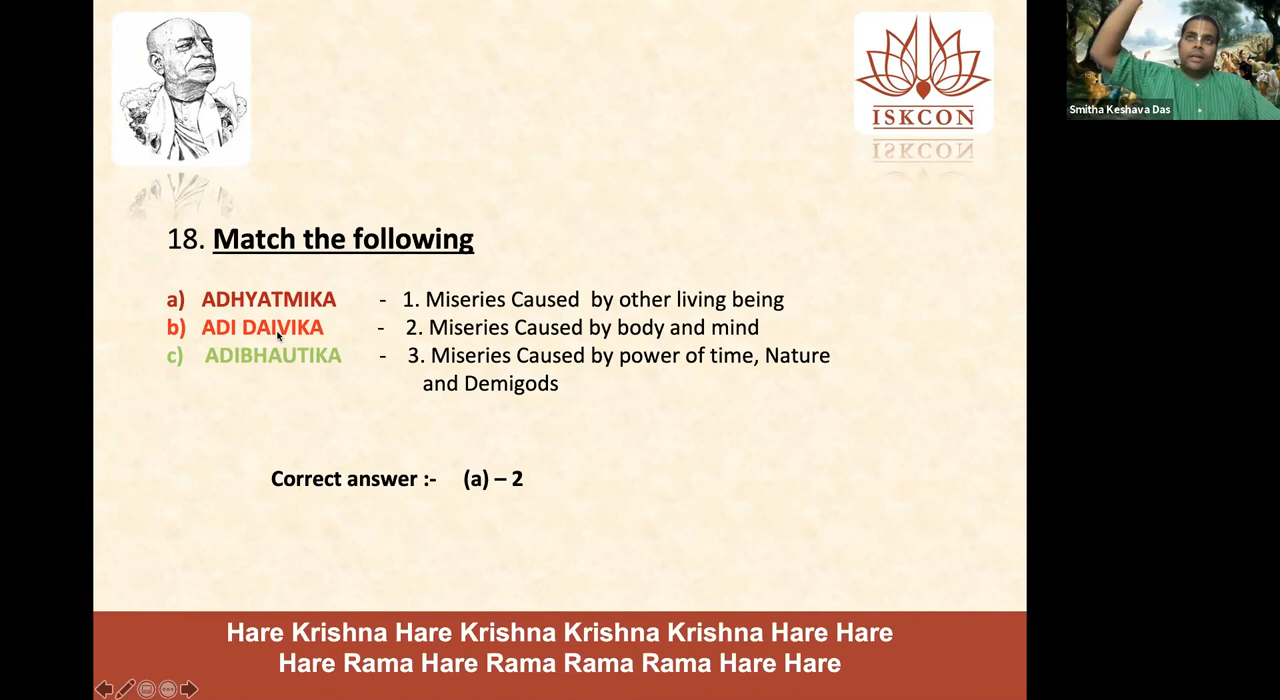 ISKCON
Smitha Keshava Das
18. Match the following
a) ADHYATMIKA - 1. Miseries Caused by other living being
b) ADI DAIVIKA - 2. Miseries Caused by body and mind
c) ADIBHAUTIKA - 3. Miseries Caused by power of time, Nature
and Demigods
Correct answer :- (a) – 2
Hare Krishna Hare Krishna Krishna Krishna Hare Hare
Hare Rama Hare Rama Rama Rama Hare Hare